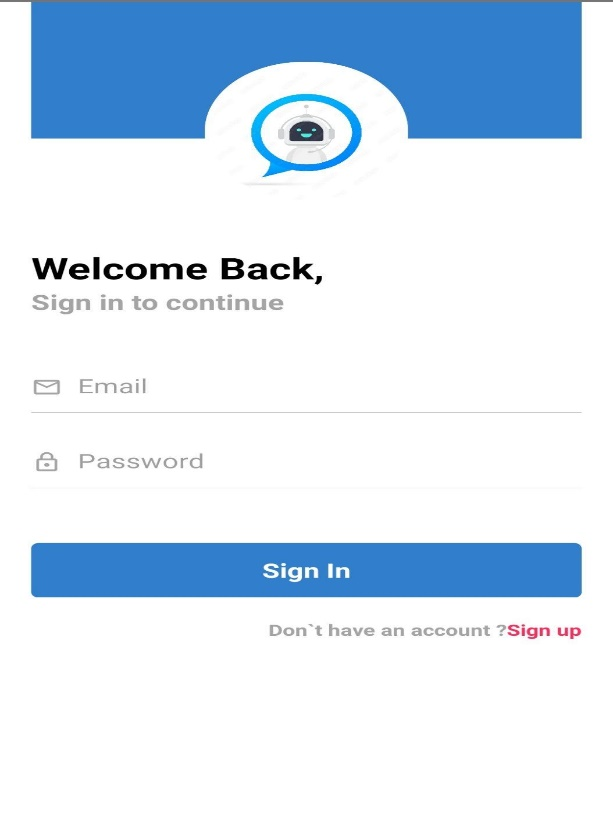 Welcome Back,
Sign in to continue
Email
Password
Sign In
Don`t have an account ?Sign up